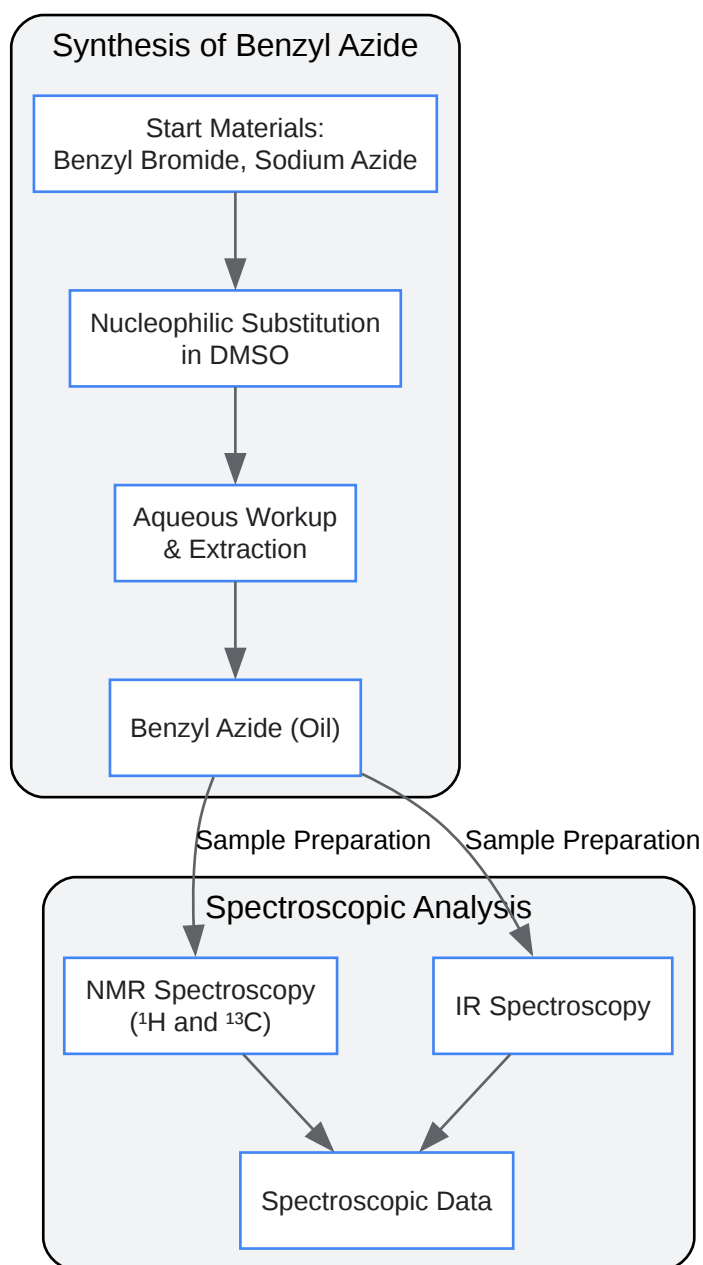 Synthesis of Benzyl Azide
Start Materials:
Benzyl Bromide, Sodium Azide
Nucleophilic Substitution
in DMSO
Aqueous Workup
& Extraction
Benzyl Azide (Oil)
Sample Preparation
Sample Preparation
Spectroscopic Analysis
NMR Spectroscopy
(¹H and ¹³C)
IR Spectroscopy
Spectroscopic Data